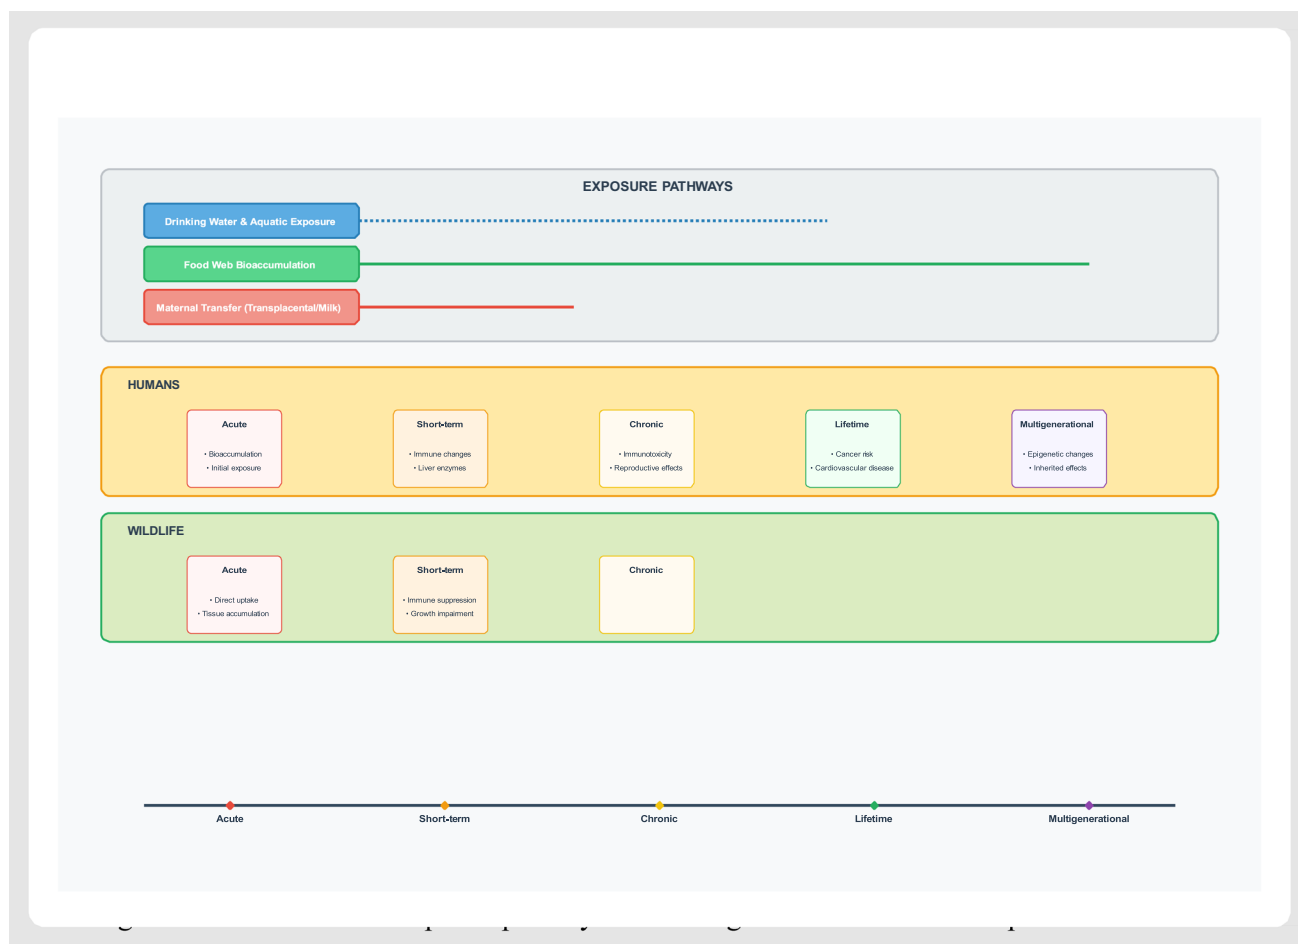 EXPOSURE PATHWAYS
Drinking Water & Aquatic Exposure
Food Web Bioaccumulation
Maternal Transfer (Transplacental/Milk)
HUMANS
Acute
• Bioaccumulation
• Initial exposure
Short-term
• Immune changes
• Liver enzymes
Chronic
• Immunotoxicity
• Reproductive effects
Lifetime
• Cancer risk
• Cardiovascular disease
Multigenerational
• Epigenetic changes
• Inherited effects
WILDLIFE
Acute
• Direct uptake
• Tissue accumulation
Short-term
• Immune suppression
• Growth impairment
Chronic
Acute
Short-term
Chronic
Lifetime
Multigenerational